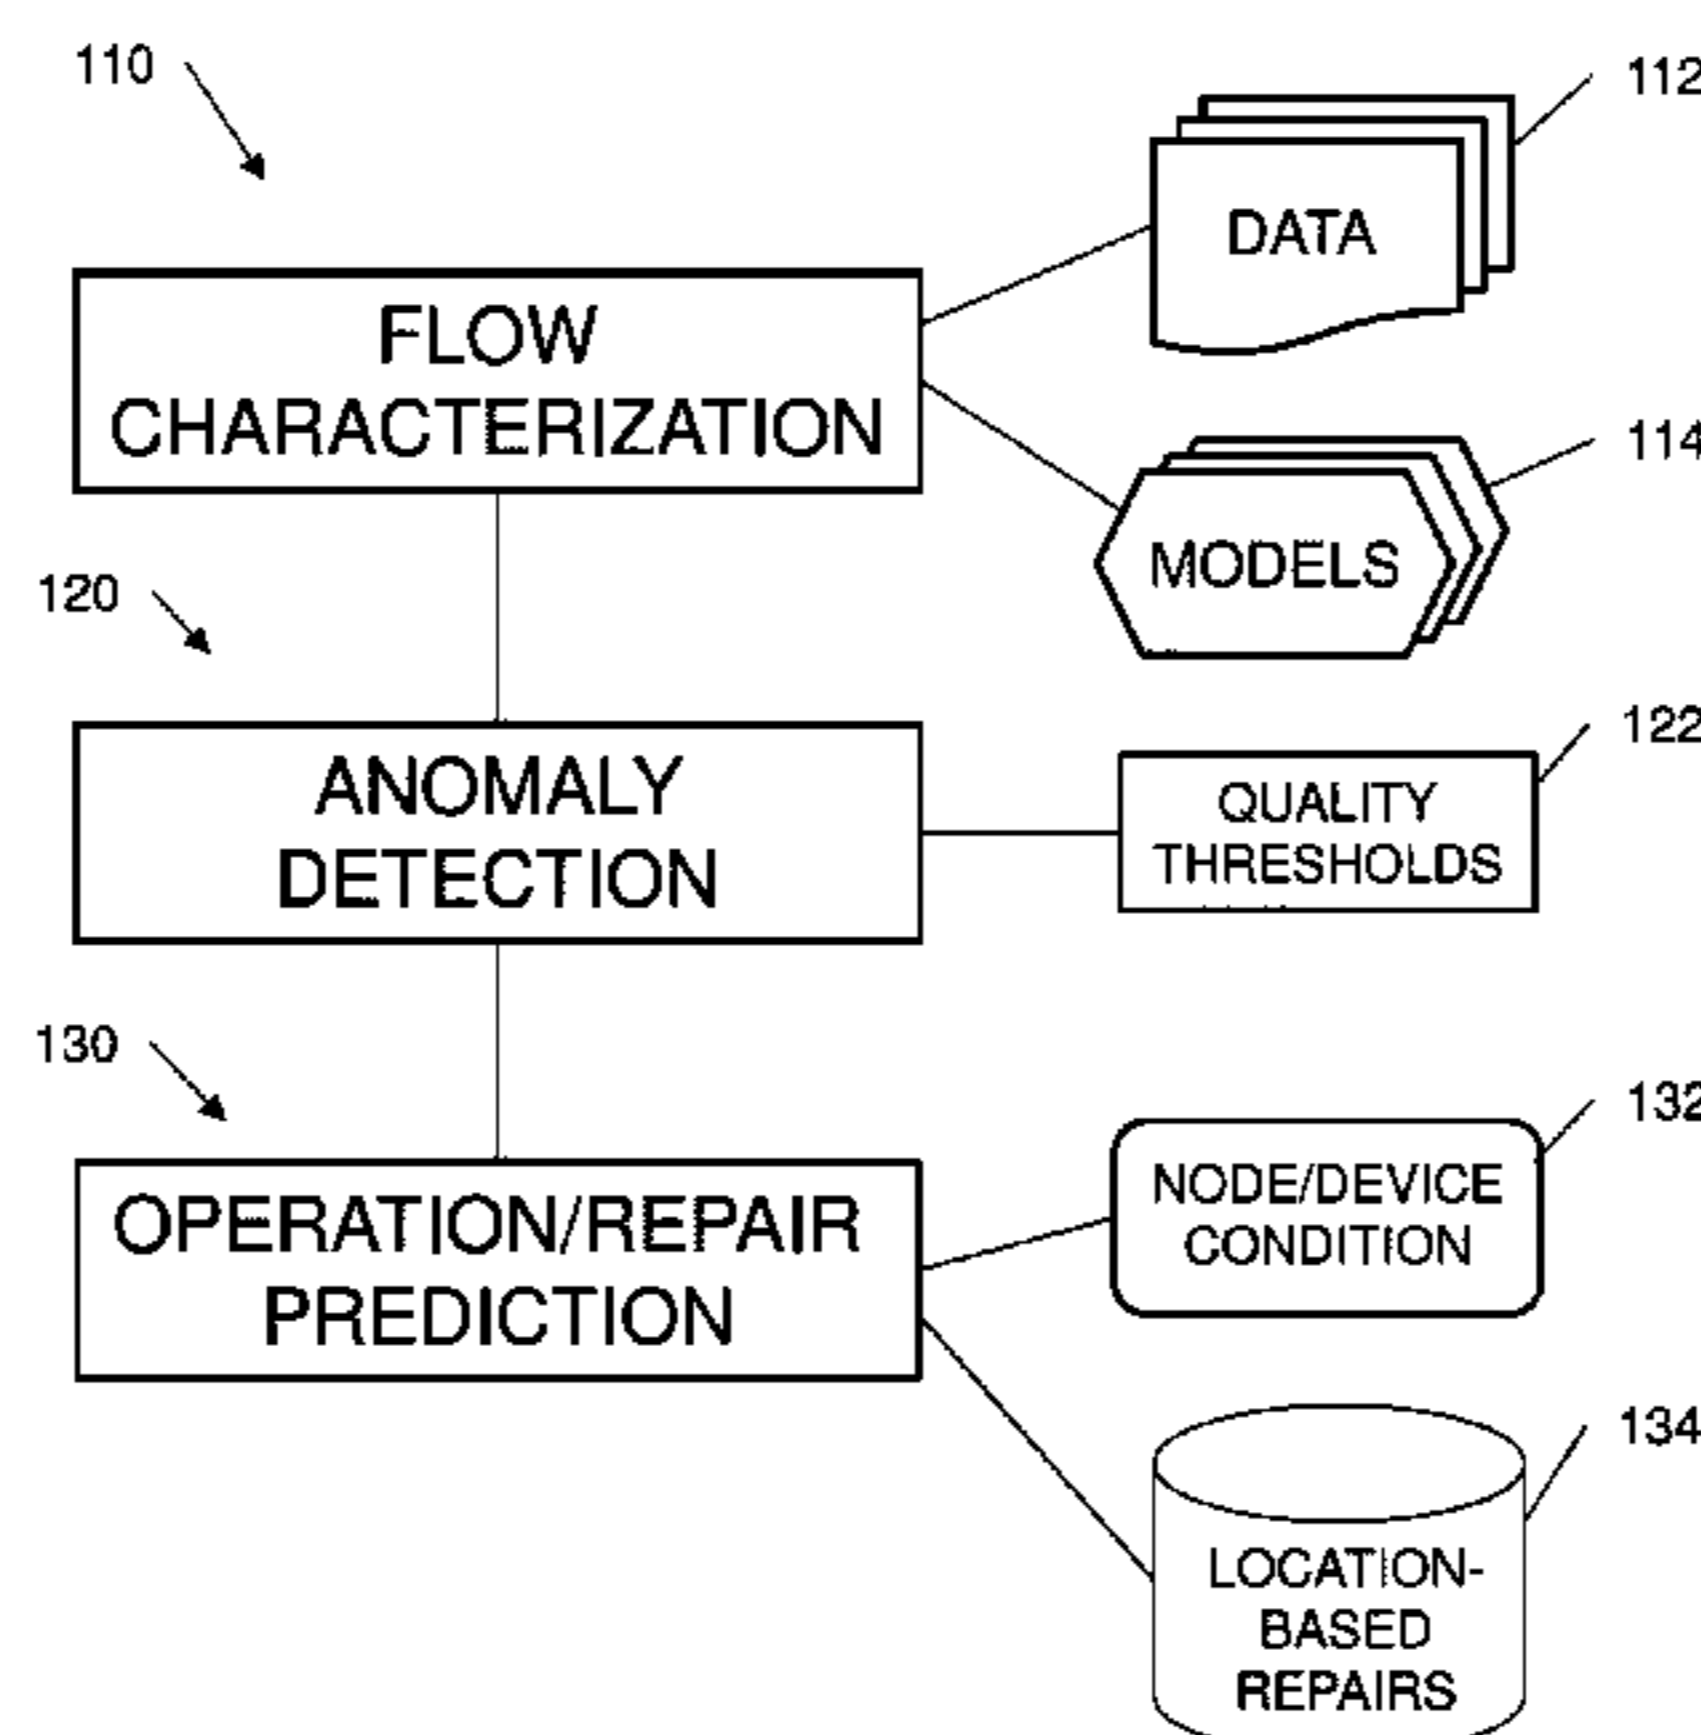 110
112
DATA
FLOW
CHARACTERIZATION
114
MODELS
120
122
ANOMALY
DETECTION
QUALITY
THRESHOLDS
130
132
OPERATION/REPAIR
PREDICTION
NODE/DEVICE
CONDITION
134
LOCATION-
BASED
REPAIRS